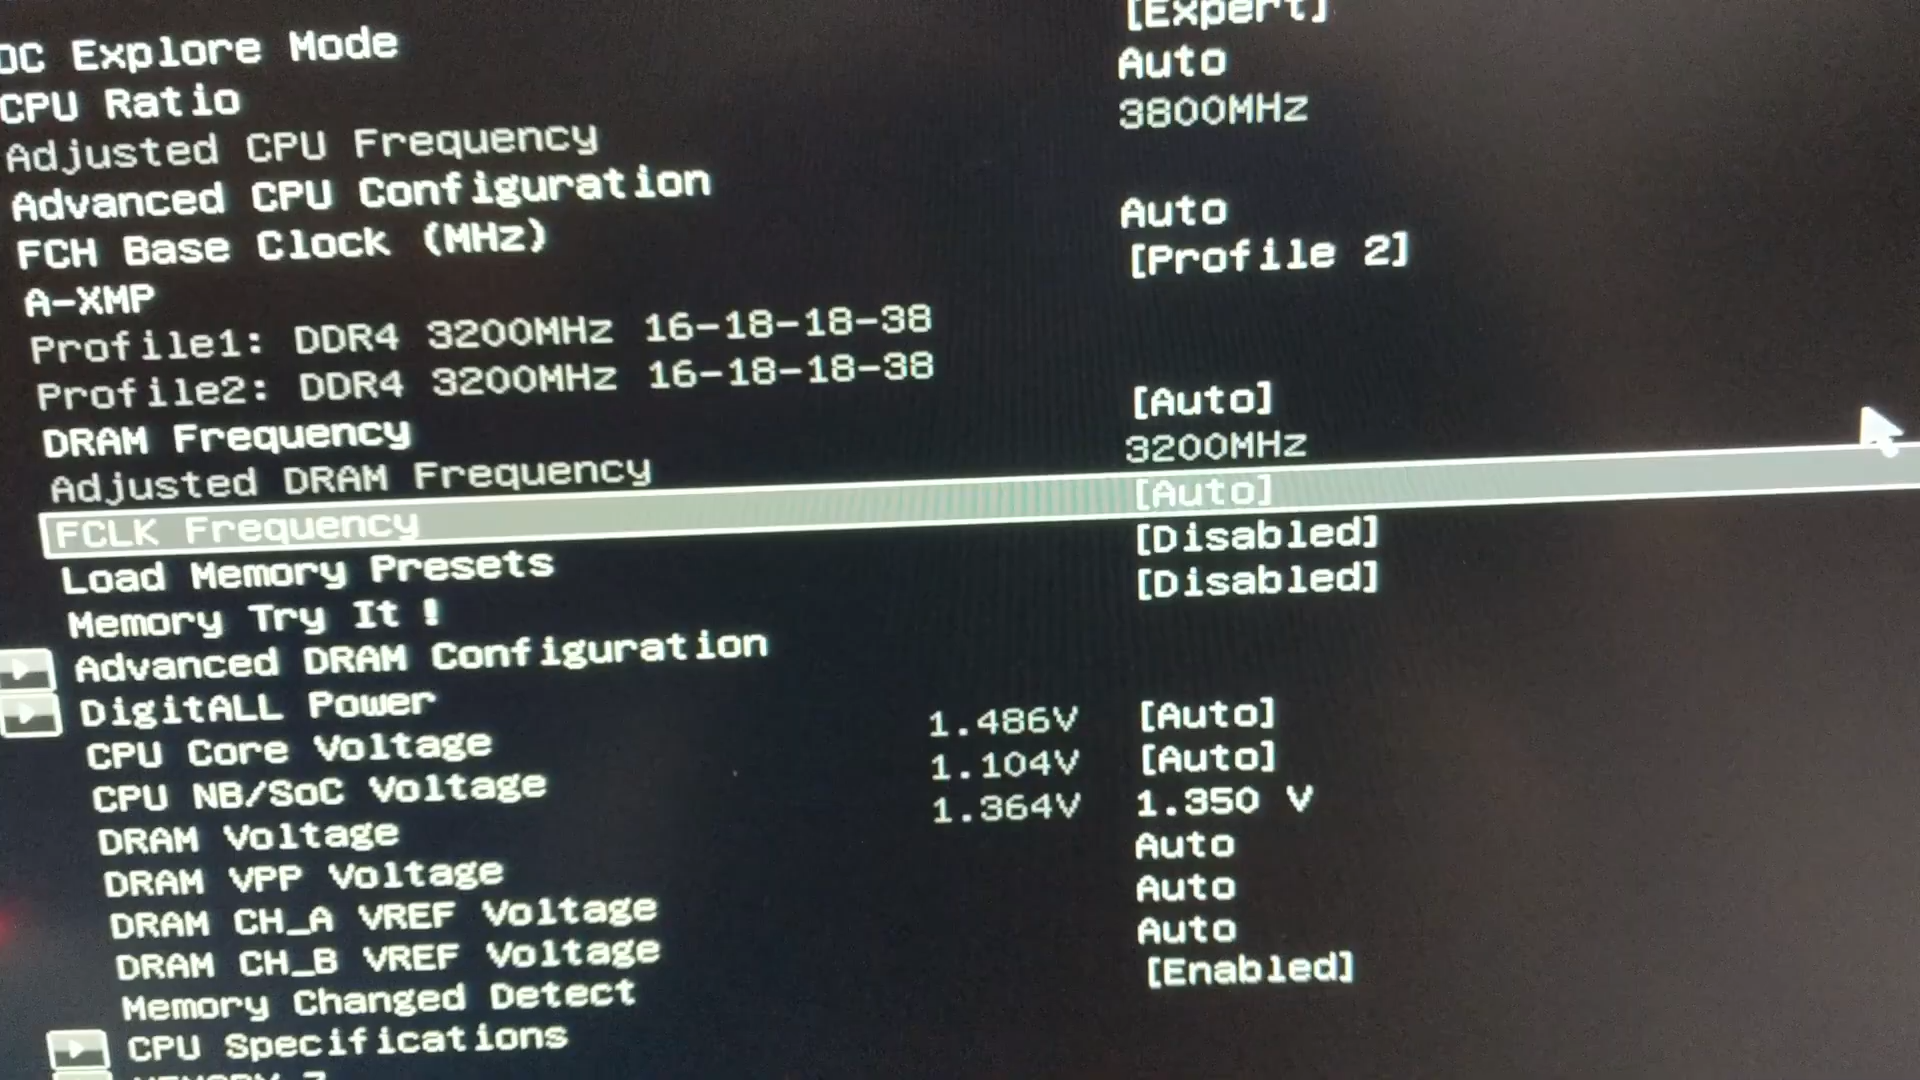 OC Explore Mode [Expert]
CPU Ratio Auto
Adjusted CPU Frequency 3800MHz
Advanced CPU Configuration
FCH Base Clock (MHz) Auto
A-XMP [Profile 2]
Profile1: DDR4 3200MHz 16-18-18-38
Profile2: DDR4 3200MHz 16-18-18-38
DRAM Frequency [Auto]
Adjusted DRAM Frequency 3200MHz
FCLK Frequency [Auto]
Load Memory Presets [Disabled]
Memory Try It ! [Disabled]
Advanced DRAM Configuration
DigitALL Power
CPU Core Voltage 1.486V [Auto]
CPU NB/SoC Voltage 1.104V [Auto]
DRAM Voltage 1.364V 1.350 V
DRAM VPP Voltage Auto
DRAM CH_A VREF Voltage Auto
DRAM CH_B VREF Voltage Auto
Memory Changed Detect [Enabled]
CPU Specifications